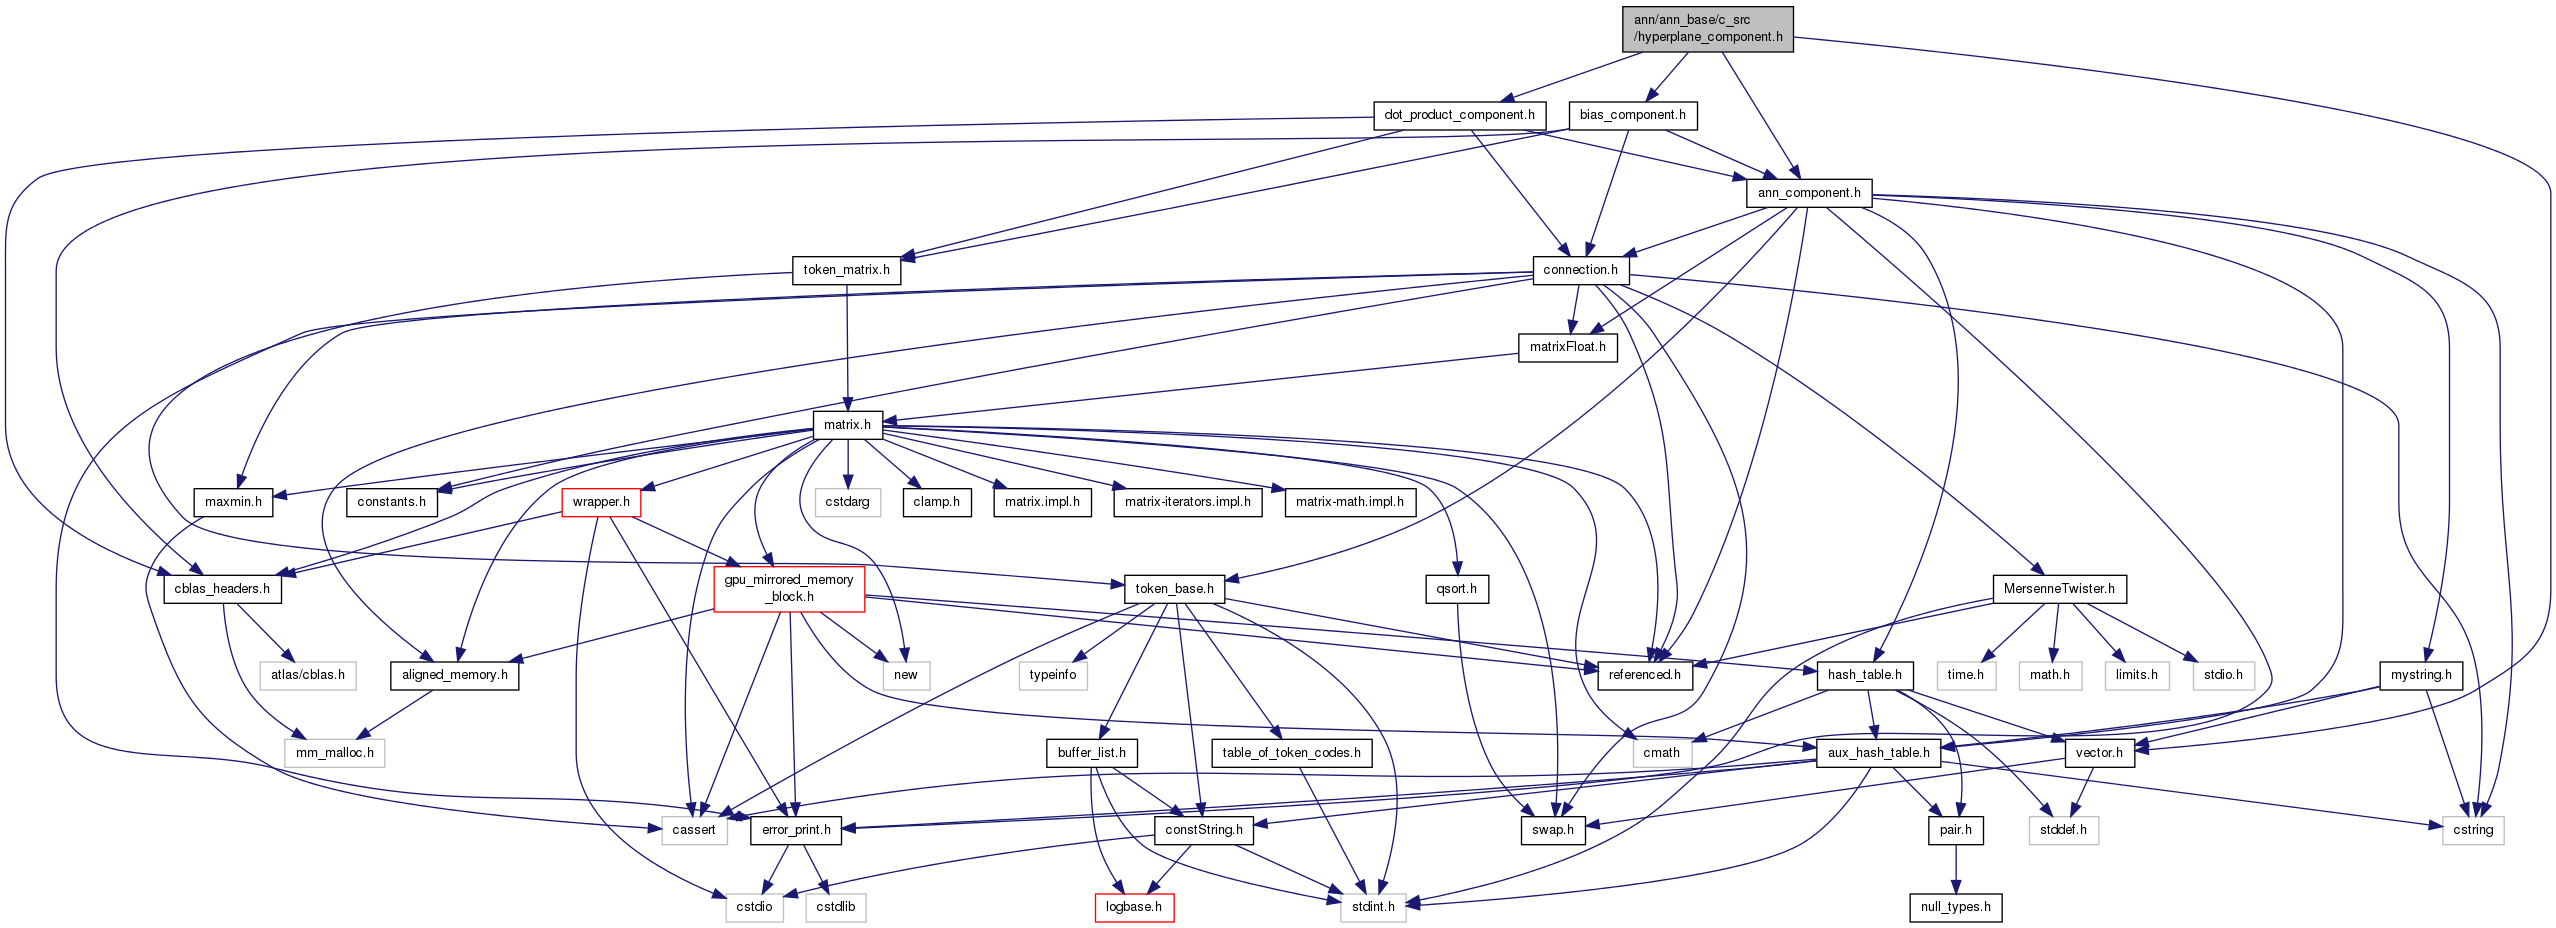 ann/ann_base/c_src
/hyperplane_component.h
dot_product_component.h
bias_component.h
ann_component.h
token_matrix.h
connection.h
matrixFloat.h
matrix.h
maxmin.h
constants.h
wrapper.h
cstdarg
clamp.h
matrix.impl.h
matrix-iterators.impl.h
matrix-math.impl.h
cblas_headers.h
gpu_mirrored_memory
_block.h
token_base.h
qsort.h
MersenneTwister.h
atlas/cblas.h
aligned_memory.h
new
typeinfo
referenced.h
hash_table.h
time.h
math.h
limits.h
stdio.h
mystring.h
mm_malloc.h
buffer_list.h
table_of_token_codes.h
cmath
aux_hash_table.h
vector.h
cassert
error_print.h
constString.h
swap.h
pair.h
stddef.h
cstring
cstdio
cstdlib
logbase.h
stdint.h
null_types.h